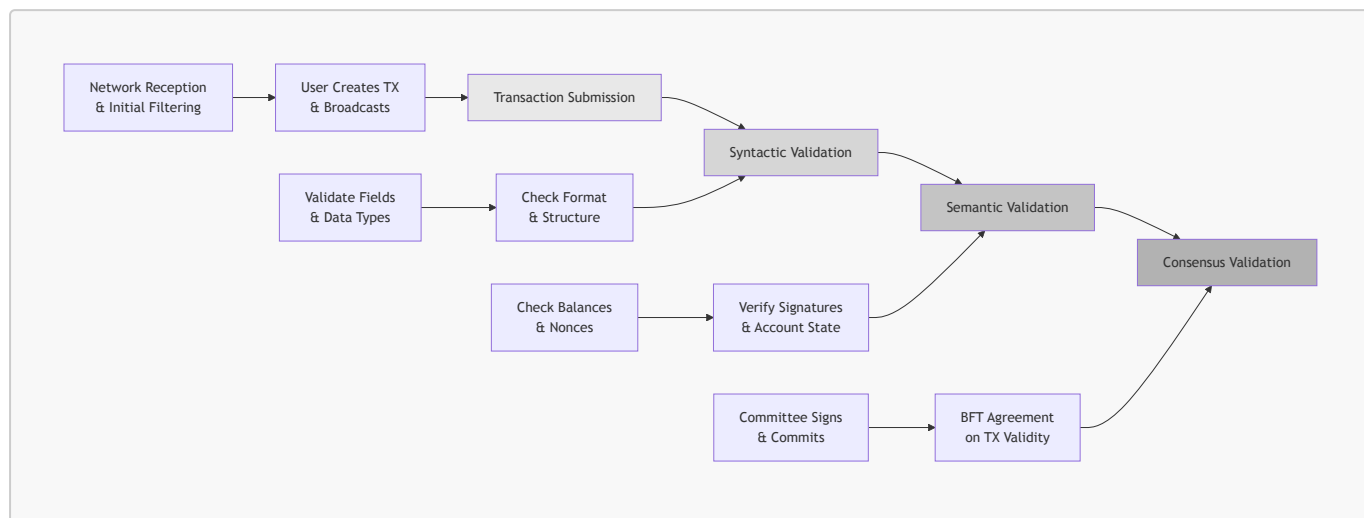 Network Reception
& Initial Filtering
User Creates TX
& Broadcasts
Transaction Submission
Syntactic Validation
Validate Fields
& Data Types
Check Format
& Structure
Semantic Validation
Consensus Validation
Check Balances
& Nonces
Verify Signatures
& Account State
Committee Signs
& Commits
BFT Agreement
on TX Validity